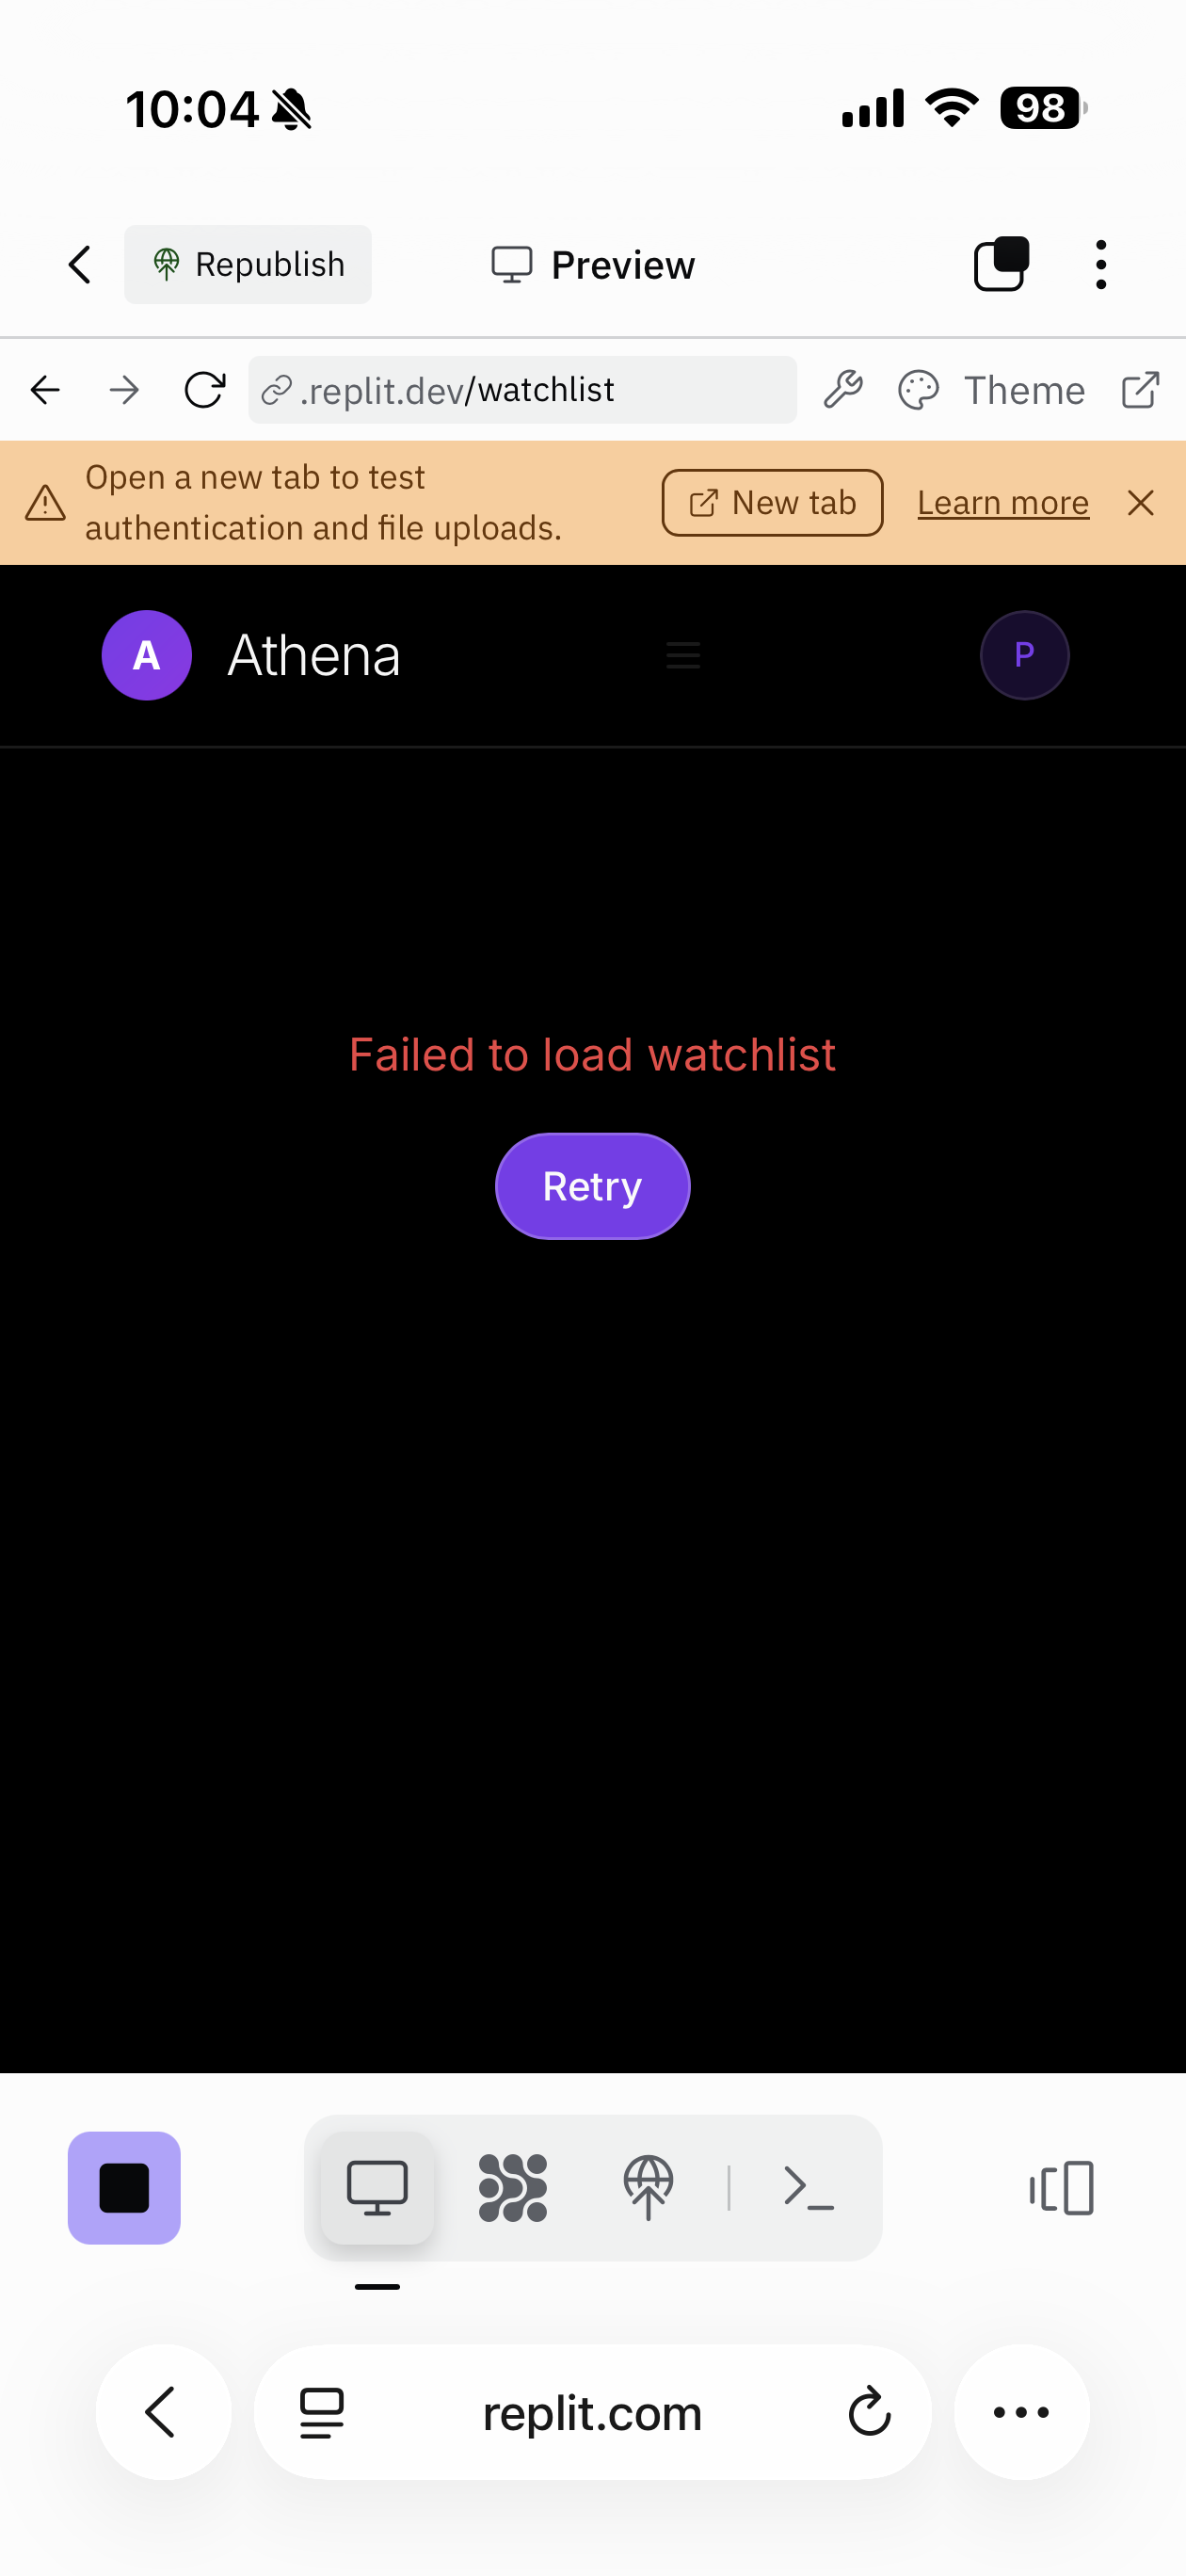 10:04
98
Republish
Preview
.replit.dev/watchlist
Theme
Open a new tab to test
authentication and file uploads.
New tab
Learn more
A
Athena
P
Failed to load watchlist
Retry
replit.com